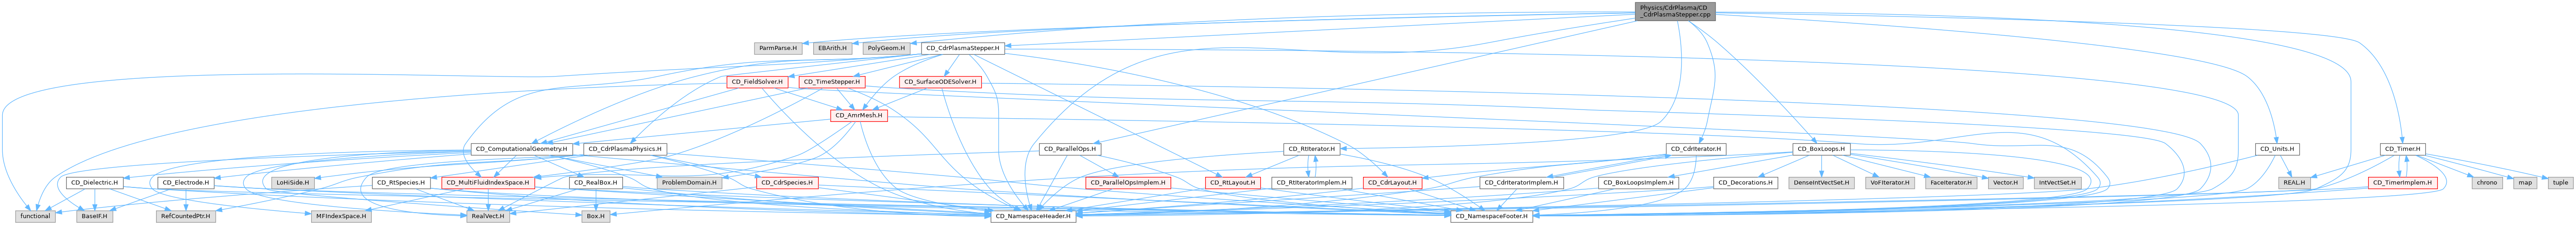 Physics/CdrPlasma/CD
_CdrPlasmaStepper.cpp
ParmParse.H
EBArith.H
PolyGeom.H
CD_CdrPlasmaStepper.H
CD_FieldSolver.H
CD_TimeStepper.H
CD_SurfaceODESolver.H
CD_AmrMesh.H
CD_ComputationalGeometry.H
CD_CdrPlasmaPhysics.H
CD_ParallelOps.H
CD_RtIterator.H
CD_CdrIterator.H
CD_BoxLoops.H
CD_Units.H
CD_Timer.H
CD_Dielectric.H
CD_Electrode.H
LoHiSide.H
CD_RtSpecies.H
CD_MultiFluidIndexSpace.H
CD_RealBox.H
ProblemDomain.H
CD_CdrSpecies.H
CD_ParallelOpsImplem.H
CD_RtLayout.H
CD_RtIteratorImplem.H
CD_CdrLayout.H
CD_CdrIteratorImplem.H
CD_BoxLoopsImplem.H
CD_Decorations.H
DenseIntVectSet.H
VoFIterator.H
FaceIterator.H
Vector.H
IntVectSet.H
REAL.H
CD_TimerImplem.H
chrono
map
tuple
functional
BaseIF.H
RefCountedPtr.H
MFIndexSpace.H
RealVect.H
Box.H
CD_NamespaceHeader.H
CD_NamespaceFooter.H